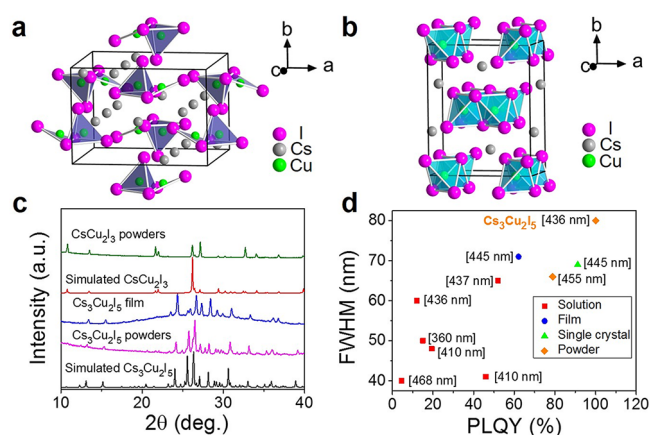 a
b
a
c
I
Cs
Cu
b
b
a
c
I
Cs
Cu
c
CsCu₂I₃ powders
Simulated CsCu₂I₃
Cs₃Cu₂I₅ film
Cs₃Cu₂I₅ powders
Simulated Cs₃Cu₂I₅
Intensity (a.u.)
10 15 20 25 30 35 40
2θ (deg.)
d
Cs₃Cu₂I₅ [436 nm]
[445 nm]
[445 nm]
[437 nm]
[455 nm]
[436 nm]
[360 nm]
[410 nm]
[468 nm]
[410 nm]
Solution
Film
Single crystal
Powder
80
70
60
50
40
FWHM (nm)
0 20 40 60 80 100 120
PLQY (%)